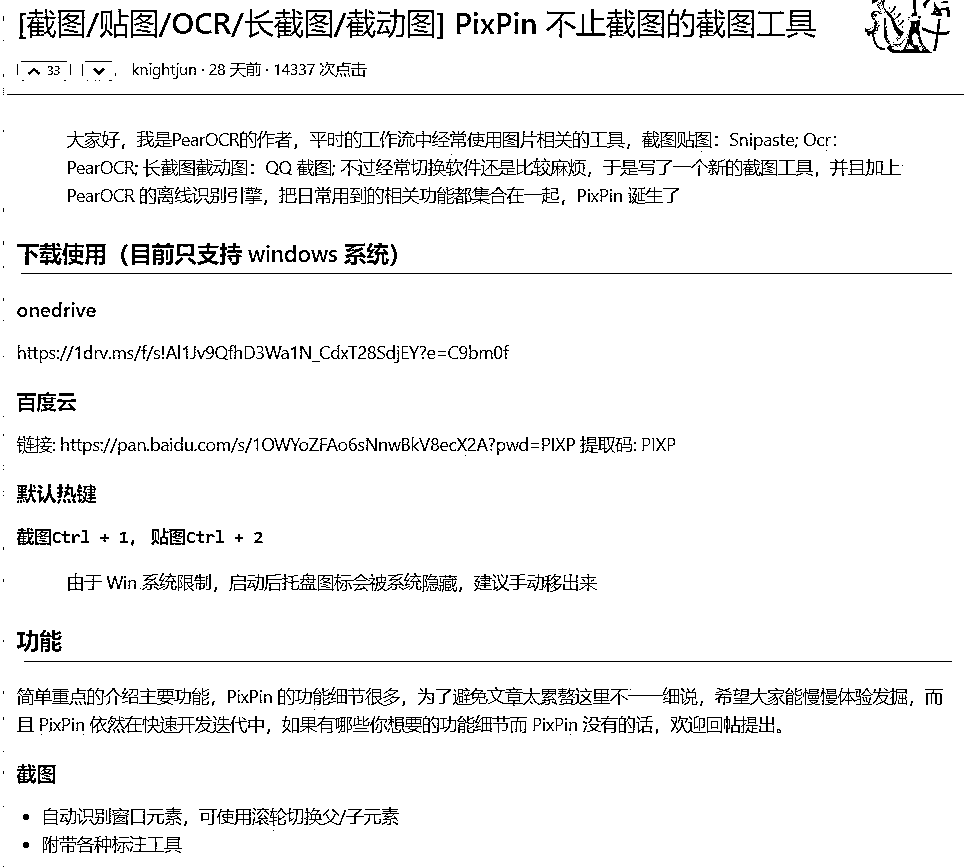 [截图/贴图/OCR/长截图/截动图] PixPin 不止截图的截图工具
33 knightjun · 28 天前 · 14337 次点击
大家好，我是PearOCR的作者，平时的工作流中经常使用图片相关的工具，截图贴图：Snipaste; Ocr：
PearOCR; 长截图截动图：QQ 截图; 不过经常切换软件还是比较麻烦，于是写了一个新的截图工具，并且加上
PearOCR 的离线识别引擎，把日常用到的相关功能都集合在一起，PixPin 诞生了
下载使用（目前只支持 windows 系统）
onedrive
https://1drv.ms/f/s!Al1Jv9QfhD3Wa1N_CdxT28SdjEY?e=C9bm0f
百度云
链接: https://pan.baidu.com/s/1OWYoZFAo6sNnwBkV8ecX2A?pwd=PIXP 提取码: PIXP
默认热键
截图Ctrl + 1, 贴图Ctrl + 2
由于 Win 系统限制，启动后托盘图标会被系统隐藏，建议手动移出来
功能
简单重点的介绍主要功能，PixPin 的功能细节很多，为了避免文章太累赘这里不一一细说，希望大家能慢慢体验发掘，而
且 PixPin 依然在快速开发迭代中，如果有哪些你想要的功能细节而 PixPin 没有的话，欢迎回帖提出。
截图
• 自动识别窗口元素，可使用滚轮切换父/子元素
• 附带各种标注工具